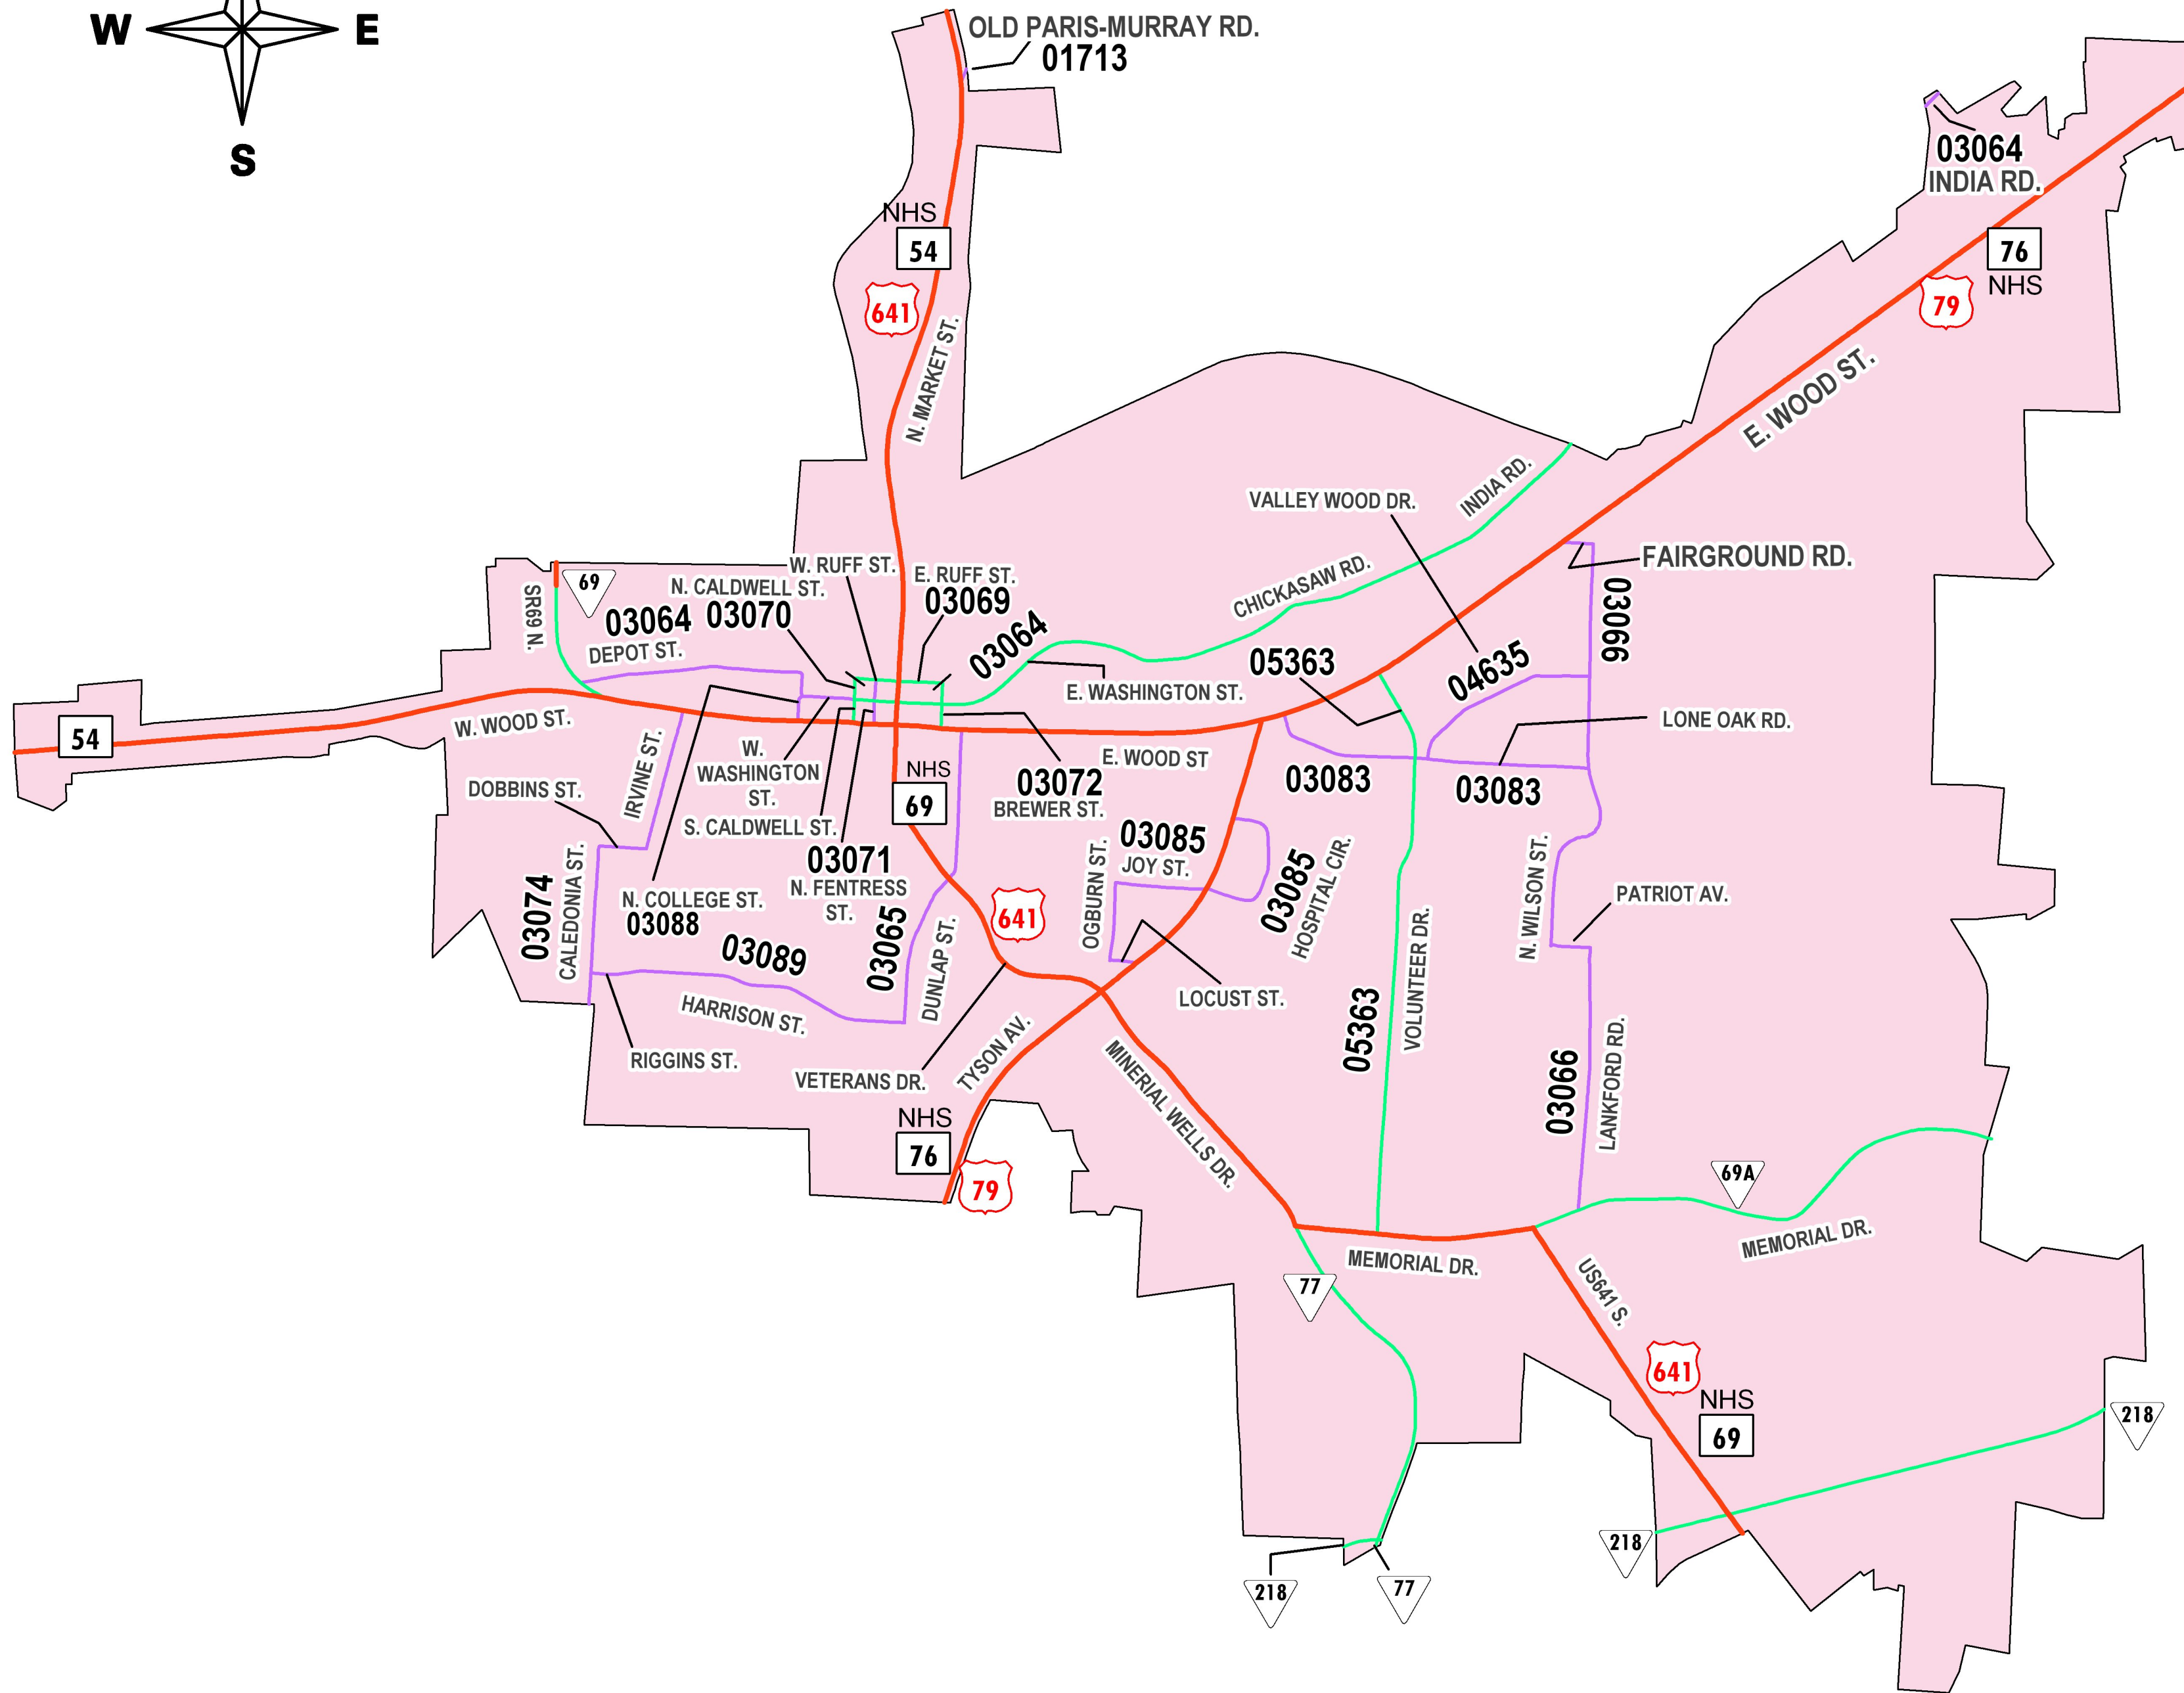 W
E
S
OLD PARIS-MURRAY RD.
01713
03064
INDIA RD.
NHS
54
76
NHS
641
79
N. MARKET ST.
E. WOOD ST.
INDIA RD.
VALLEY WOOD DR.
FAIRGROUND RD.
W. RUFF ST.
E. RUFF ST.
03069
69
SR69 N.
N. CALDWELL ST.
03070
03064
DEPOT ST.
03064
CHICKASAW RD.
03066
05363
04635
E. WASHINGTON ST.
LONE OAK RD.
54
W. WOOD ST.
IRVINE ST.
W.
WASHINGTON
ST.
NHS
69
E. WOOD ST
03072
BREWER ST.
03083
03083
DOBBINS ST.
S. CALDWELL ST.
03071
N. FENTRESS
ST.
03085
JOY ST.
OGBURN ST.
03085
HOSPITAL CIR.
N. WILSON ST.
PATRIOT AV.
03074
CALEDONIA ST.
N. COLLEGE ST.
03088
03089
03065
DUNLAP ST.
641
VOLUNTEER DR.
HARRISON ST.
LOCUST ST.
05363
RIGGINS ST.
VETERANS DR.
TYSON AV.
MINERIAL WELLS DR.
03066
LANKFORD RD.
NHS
76
79
69A
MEMORIAL DR.
MEMORIAL DR.
77
US641 S.
641
NHS
69
218
218
218
77